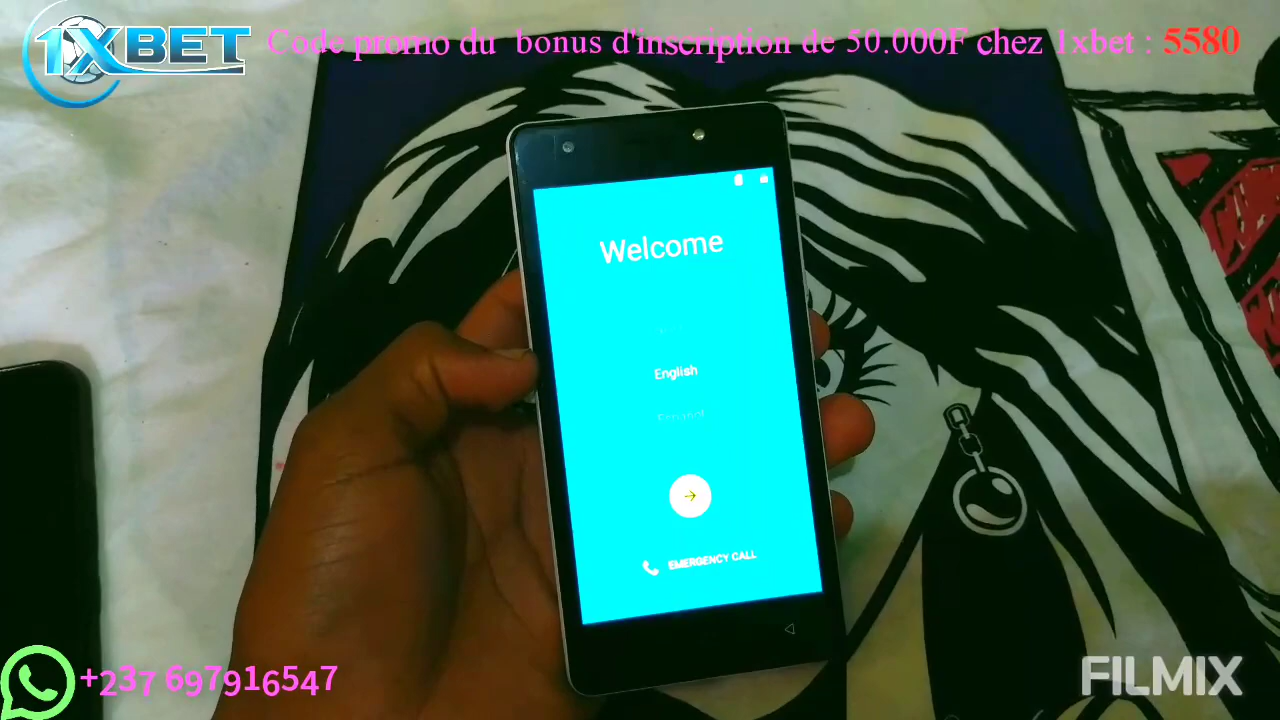 1XBET
Code promo du bonus d'inscription de 50.000F chez 1xbet : 5580
Welcome
English
Español
EMERGENCY CALL
+237 697916547
FILMIX